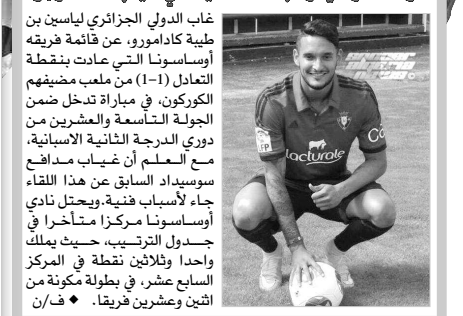 غاب الدولي الجزائري لياسين بن
طيبة كادامورو، عن قائمة فريقه
أوساسونا التي عادت بنقطة
التعادل (1-1) من ملعب مضيفهم
الكوركون، في مباراة تدخل ضمن
الجولة التاسعة والعشرين من
دوري الدرجة الثانية الاسبانية،
مع العلم أن غياب مدافع
سوسيداد السابق عن هذا اللقاء
جاء لأسباب فنية.ويحتل نادي
أوساسونا مركزا متأخرا في
جدول الترتيب، حيث يملك
واحدا وثلاثين نقطة في المركز
السابع عشر، في بطولة مكونة من
اثنين وعشرين فريقا. ◆ ف/ن
Lacturale